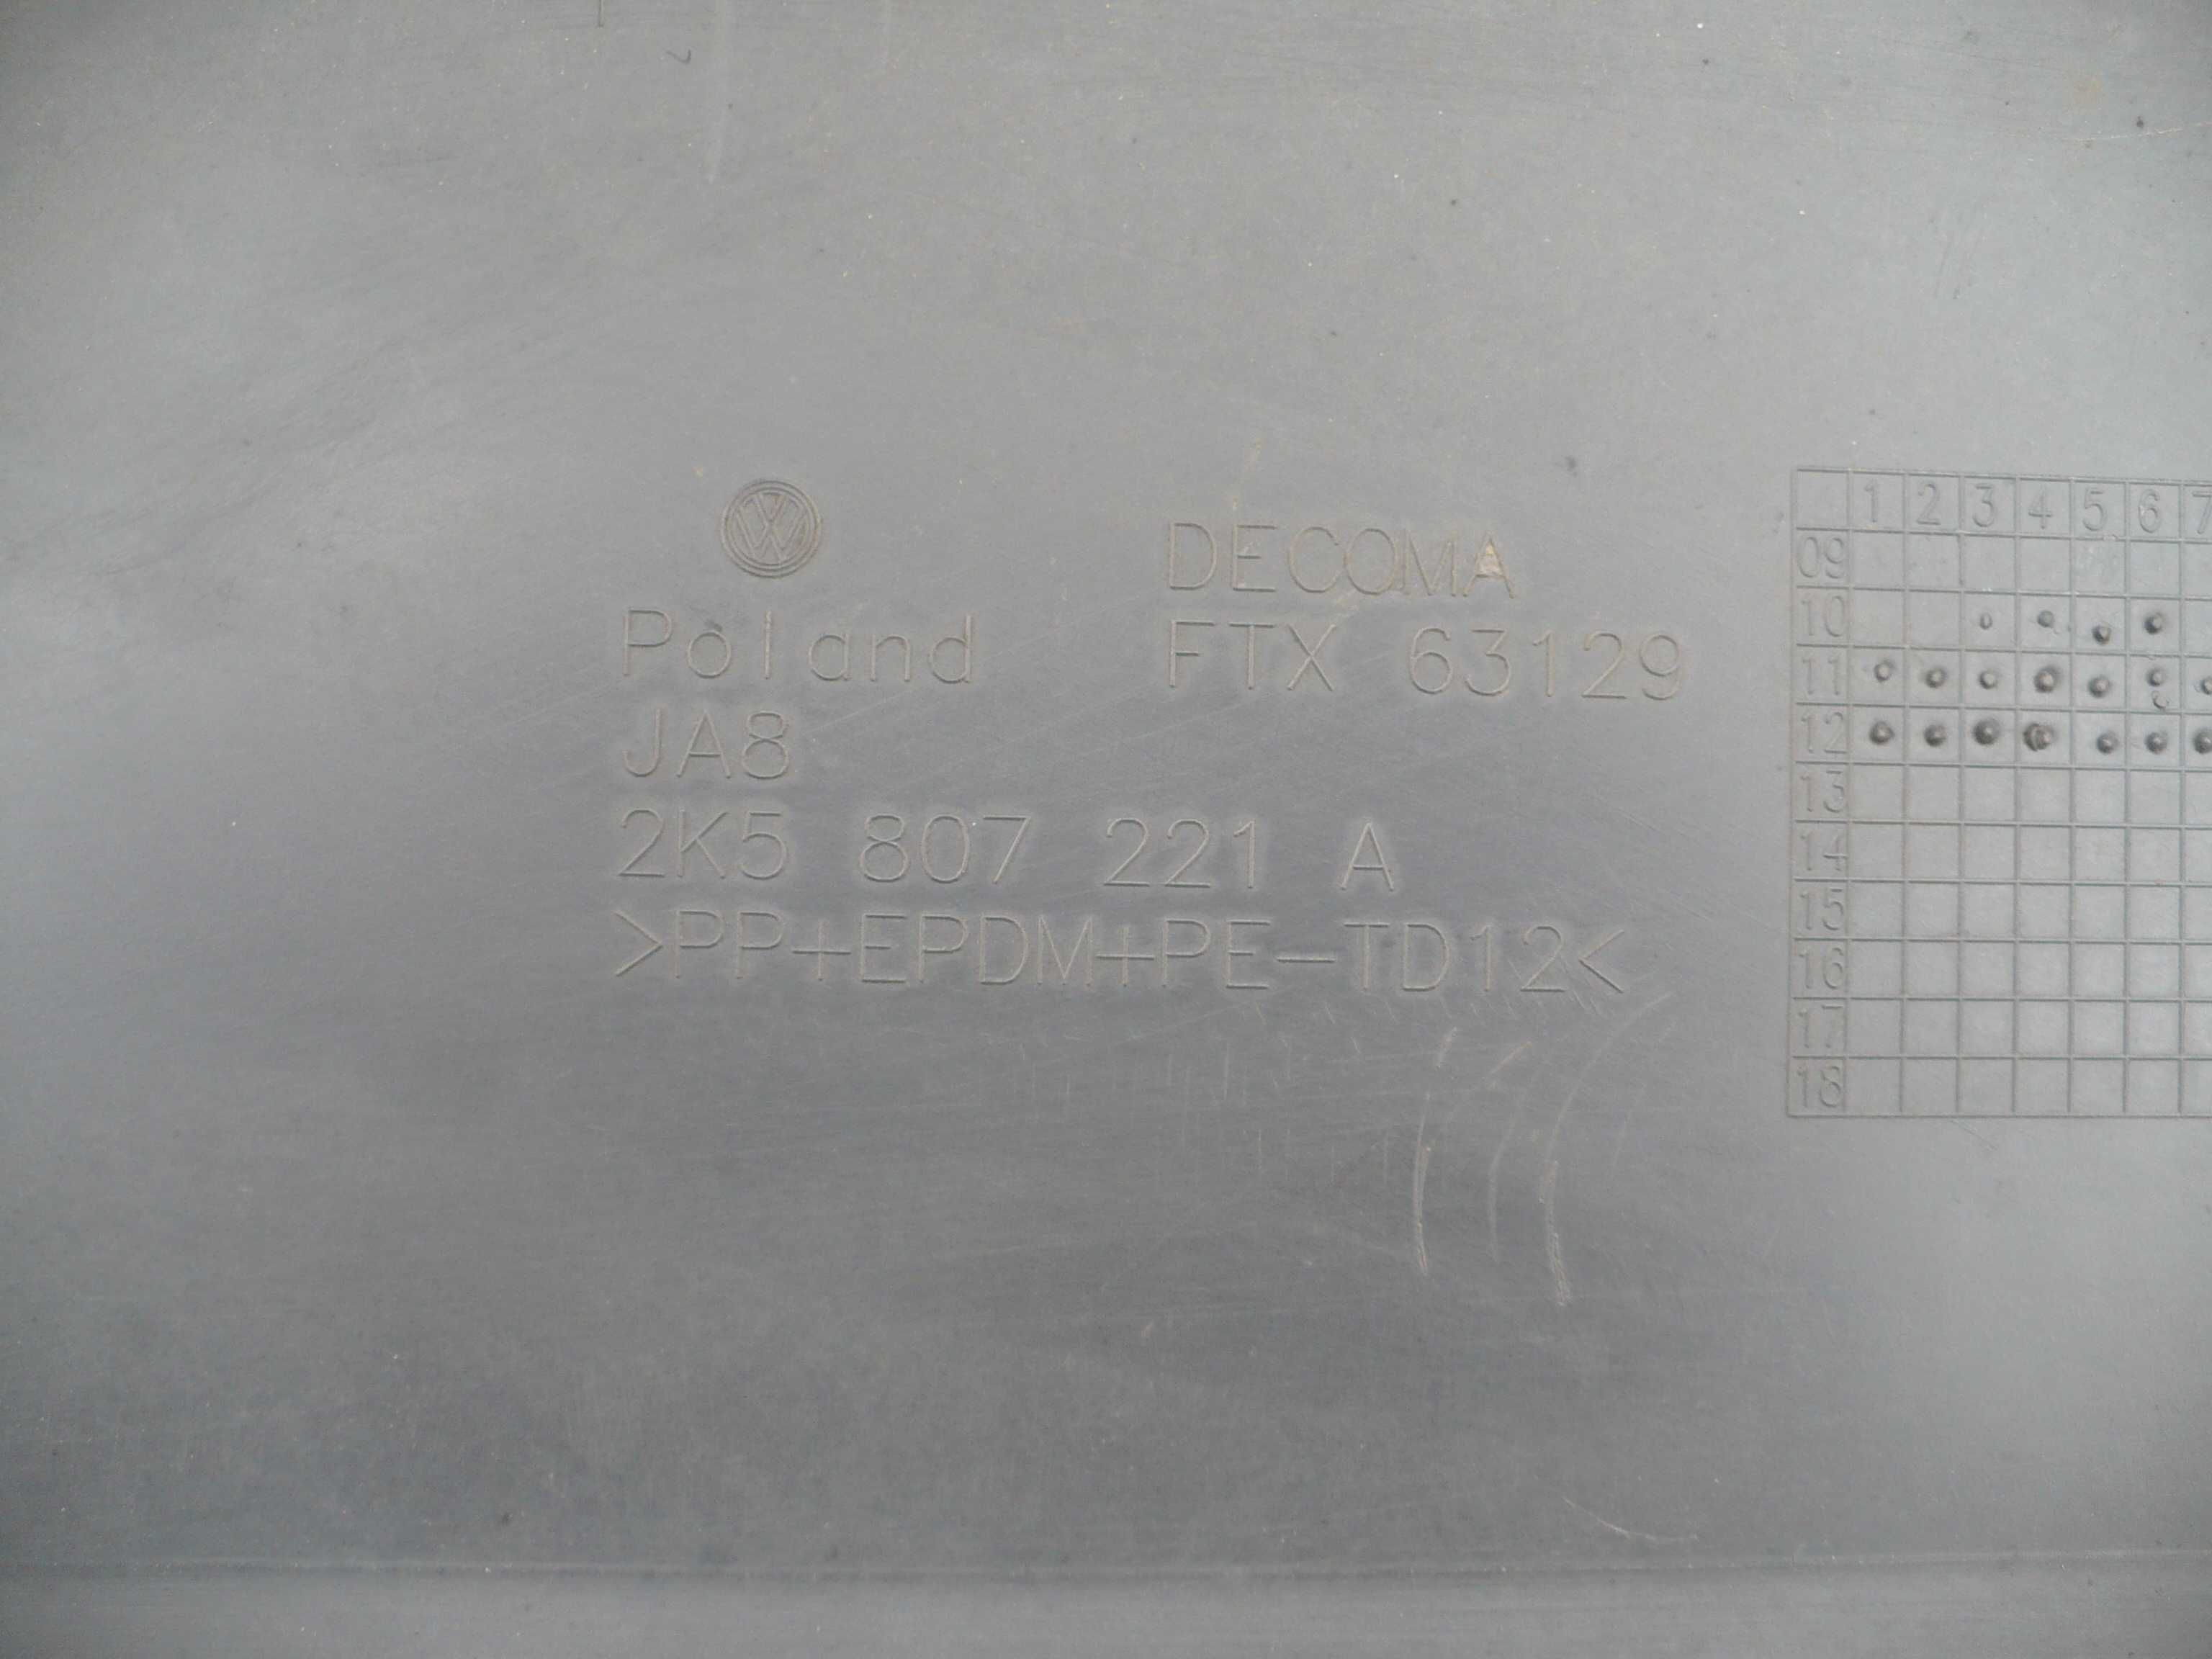 DECOMA
Poland FTX 63129
JA8
2K5 807 221 A
>PP+EPDM+PE-TD12<
1 2 3 4 5 6 7
09
10
11
12
13
14
15
16
17
18